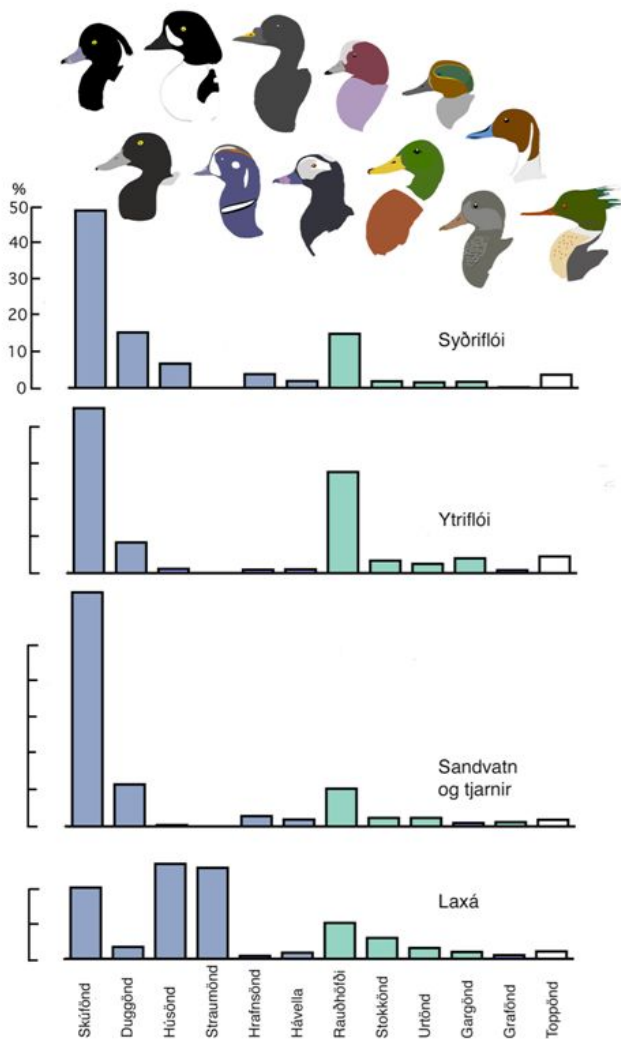 %
50
40
30
20
10
0
Syðriflói
Ytriflói
Sandvatn
og tjarnir
Laxá
Skúfönd
Duggönd
Húsönd
Straumönd
Hrafnsönd
Hávella
Rauðhöfði
Stokkönd
Urtönd
Gargönd
Grafönd
Toppönd